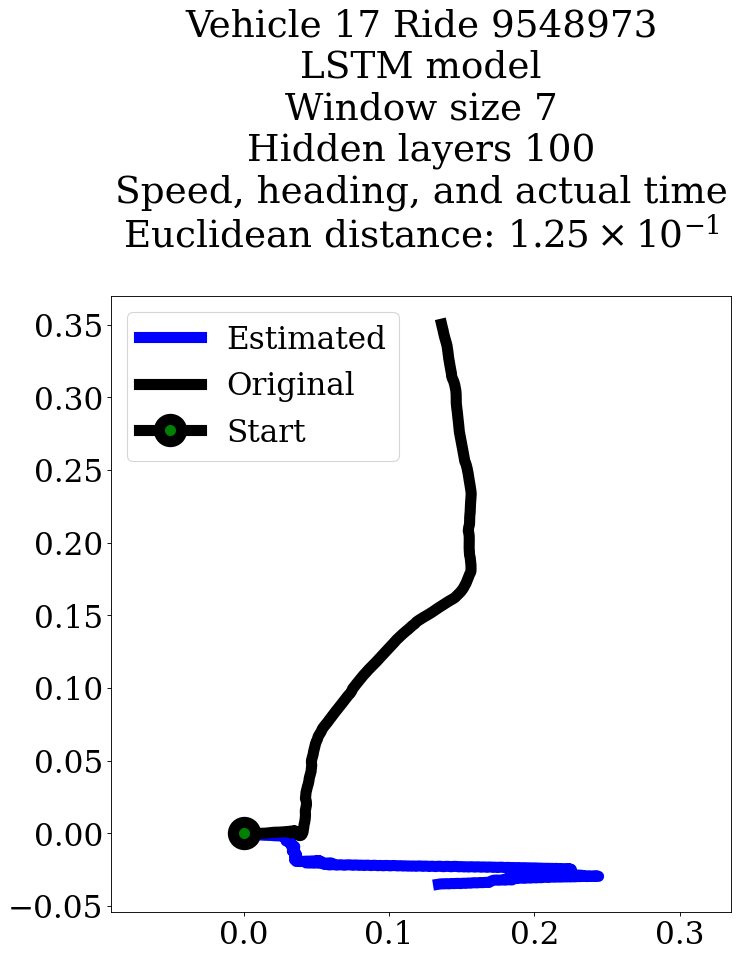 Vehicle 17 Ride 9548973
LSTM model
Window size 7
Hidden layers 100
Speed, heading, and actual time
Euclidean distance: 1.25 × 10⁻¹
Estimated
Original
Start
0.35
0.30
0.25
0.20
0.15
0.10
0.05
0.00
−0.05
0.0 0.1 0.2 0.3